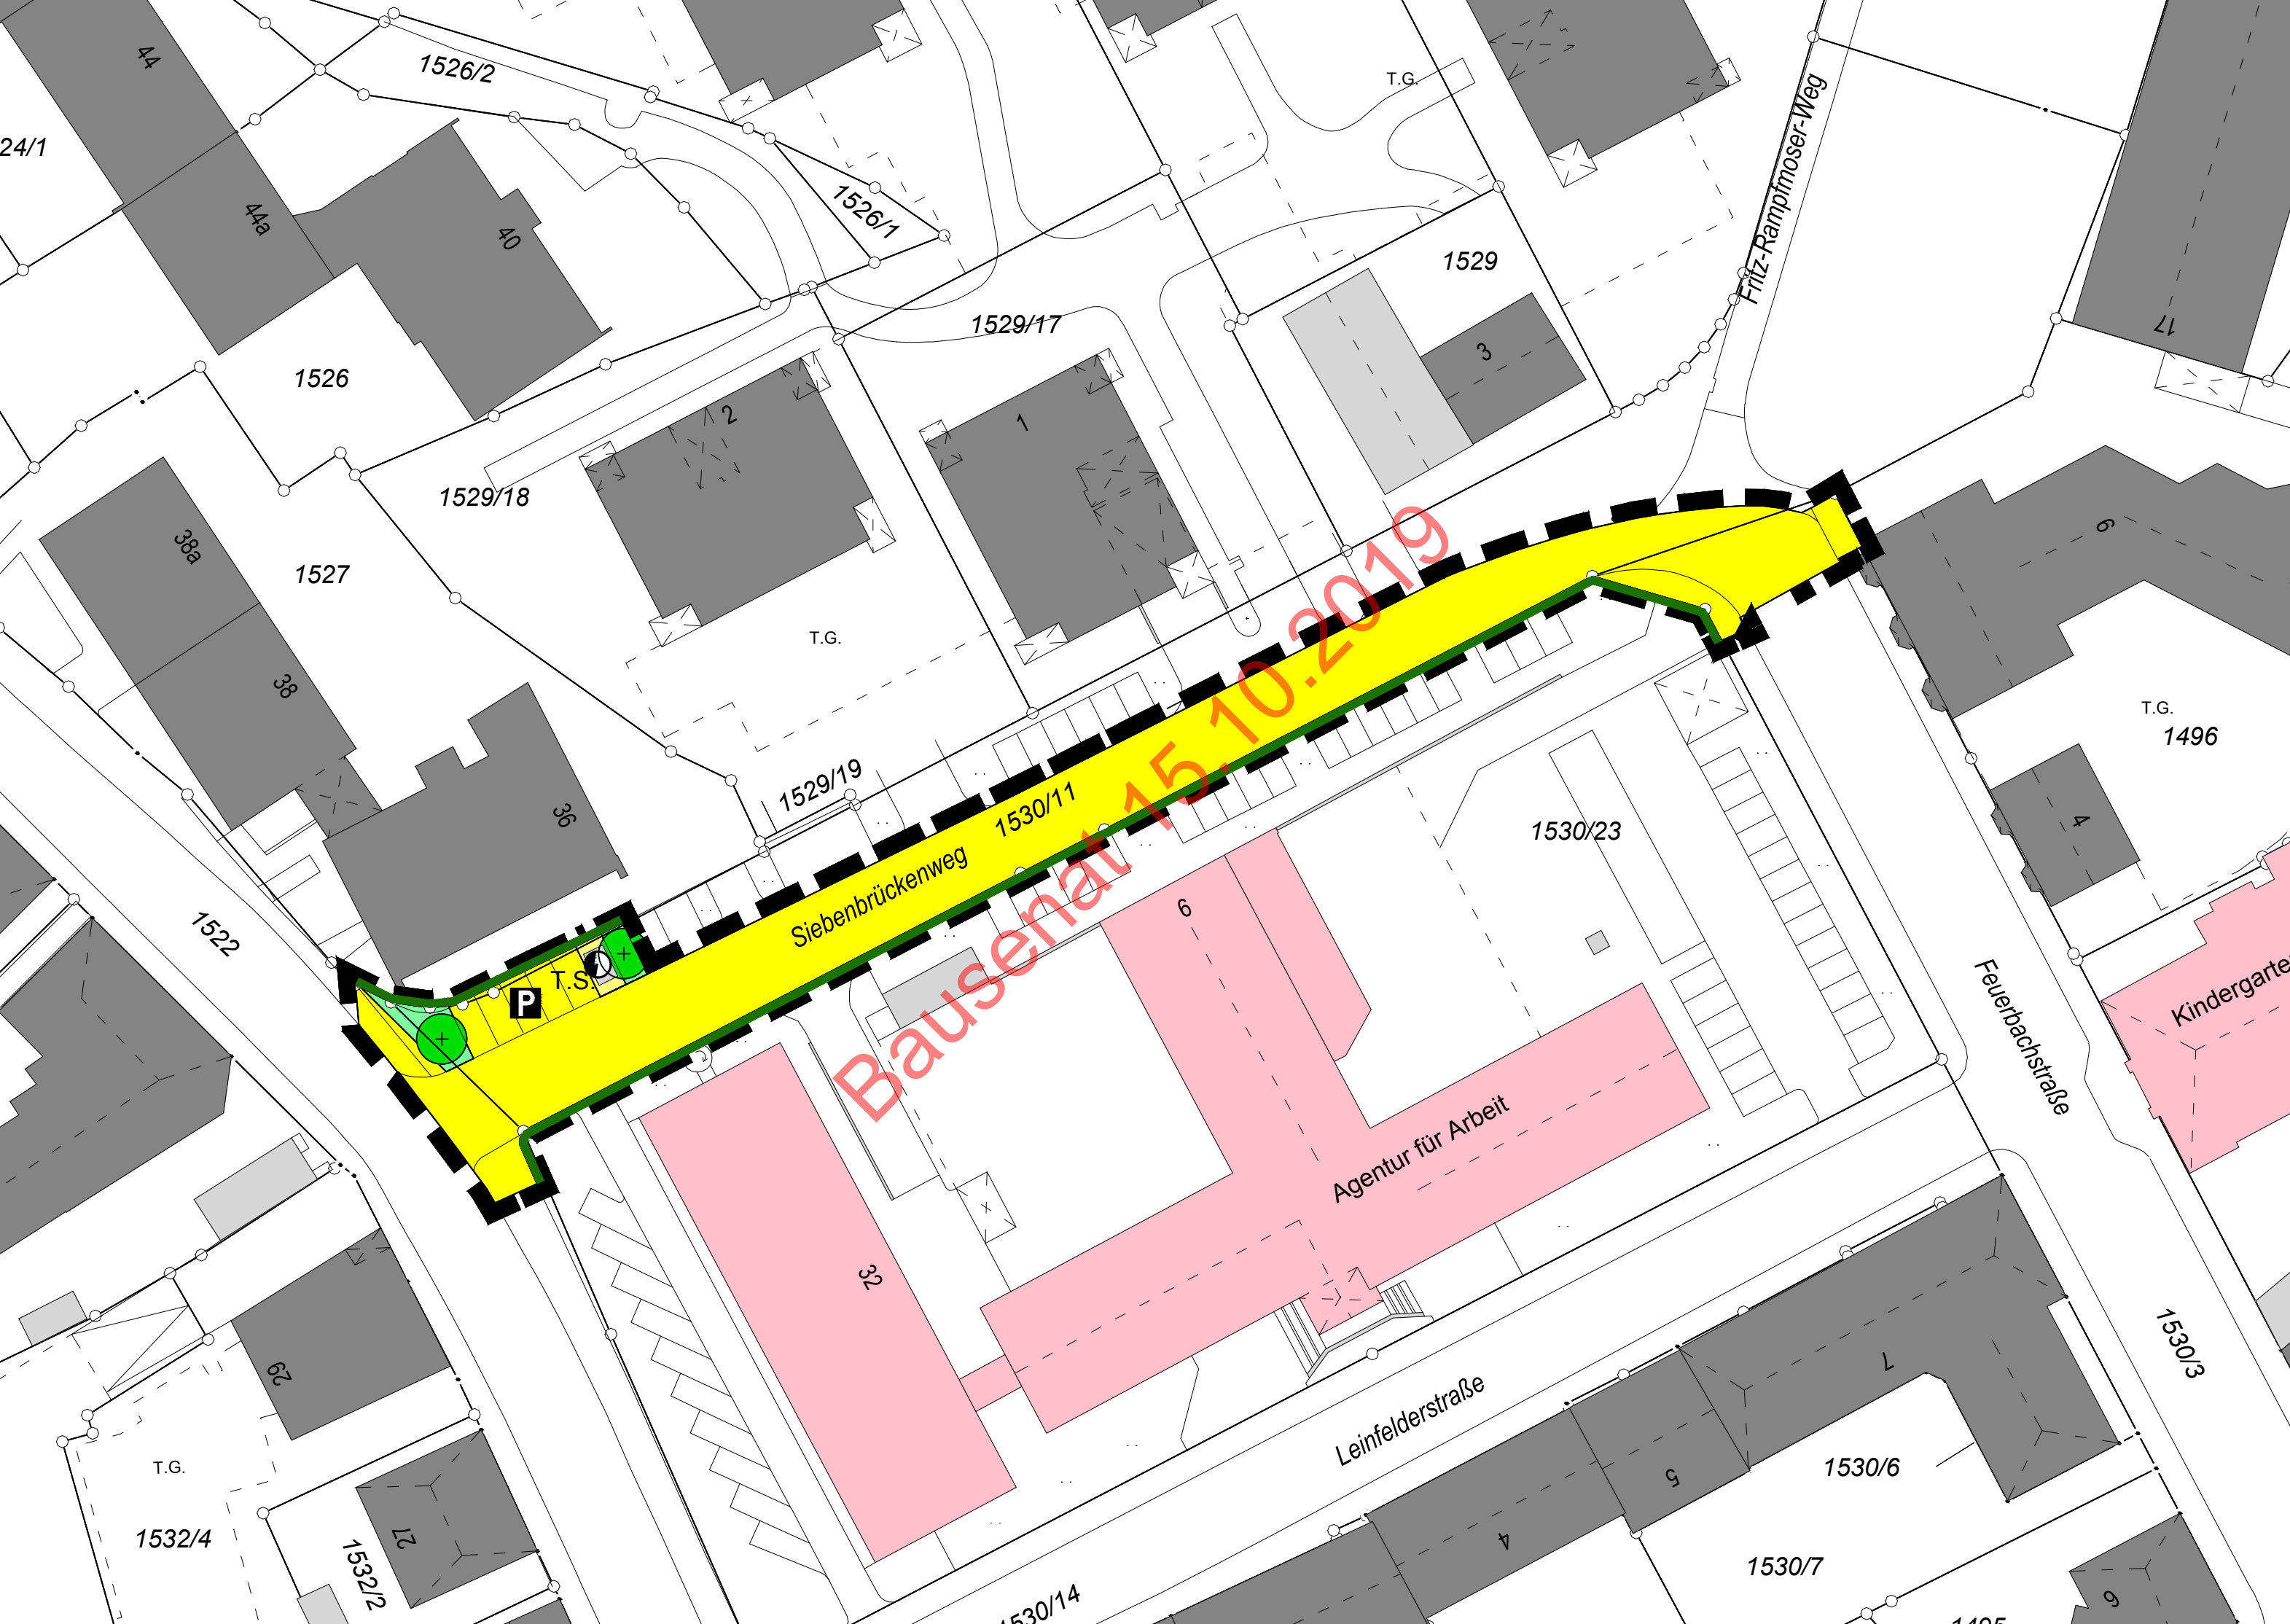 44
1526/2
T.G.
24/1
Fritz-Rampfmoser-Weg
44a
40
1526/1
1529
1529/17
17
3
1526
2
1
1529/18
38a
9
1527
T.G.
38
T.G.
1496
1529/19
1530/11
36
1530/23
4
Siebenbrückenweg
6
1522
Bausenat 15.10.2019
T.S.
P
Kindergarten
Feuerbachstraße
Agentur für Arbeit
32
29
1530/3
7
Leinfelderstraße
T.G.
1530/6
5
1532/4
27
4
1532/2
1530/7
1530/14
9
1495